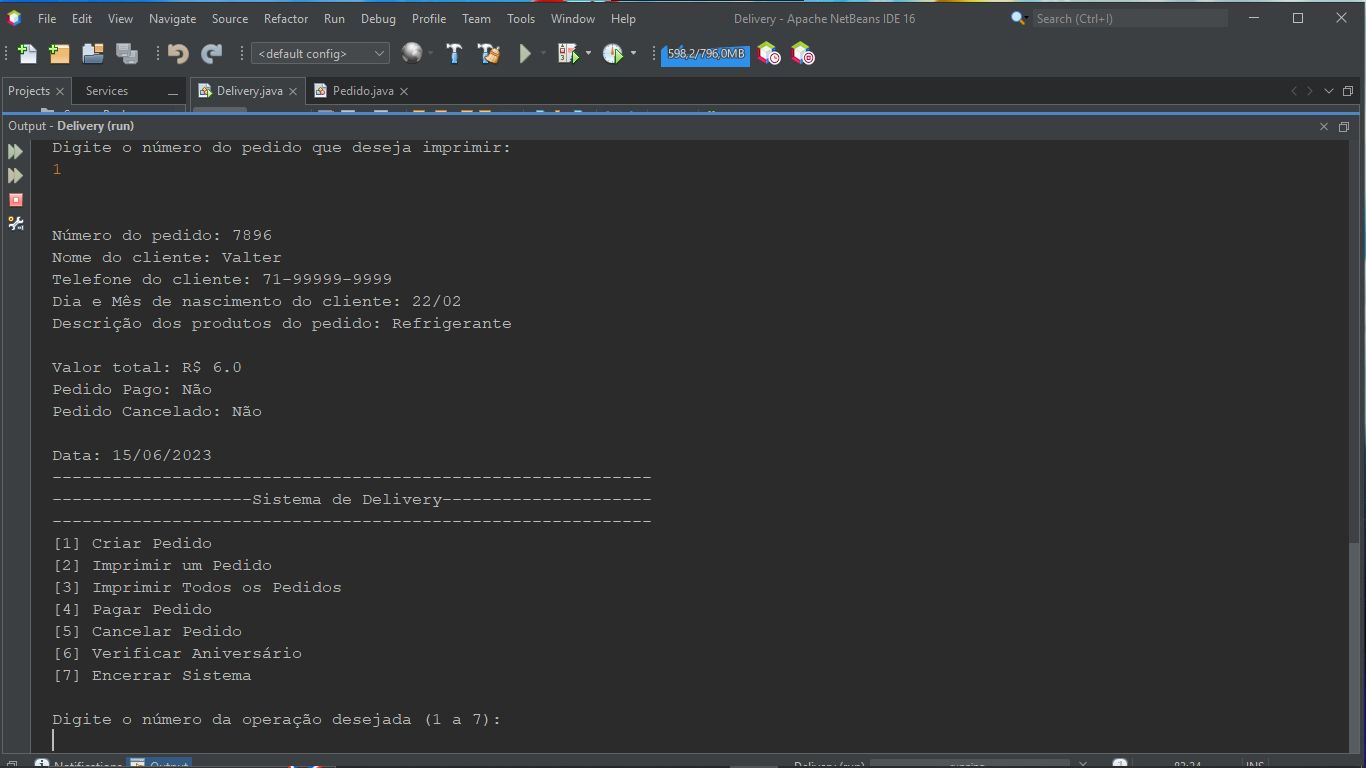 File Edit View Navigate Source Refactor Run Debug Profile Team Tools Window Help Delivery - Apache NetBeans IDE 16 Search (Ctrl+I)
<default config> 598,2/796,0MB
Projects Services Delivery.java Pedido.java
Output - Delivery (run)
Digite o número do pedido que deseja imprimir:
1
Número do pedido: 7896
Nome do cliente: Valter
Telefone do cliente: 71-99999-9999
Dia e Mês de nascimento do cliente: 22/02
Descrição dos produtos do pedido: Refrigerante
Valor total: R$ 6.0
Pedido Pago: Não
Pedido Cancelado: Não
Data: 15/06/2023
------------------------------------------------------------
--------------------Sistema de Delivery---------------------
------------------------------------------------------------
[1] Criar Pedido
[2] Imprimir um Pedido
[3] Imprimir Todos os Pedidos
[4] Pagar Pedido
[5] Cancelar Pedido
[6] Verificar Aniversário
[7] Encerrar Sistema
Digite o número da operação desejada (1 a 7):
Notifications Output Delivery (run) running INS